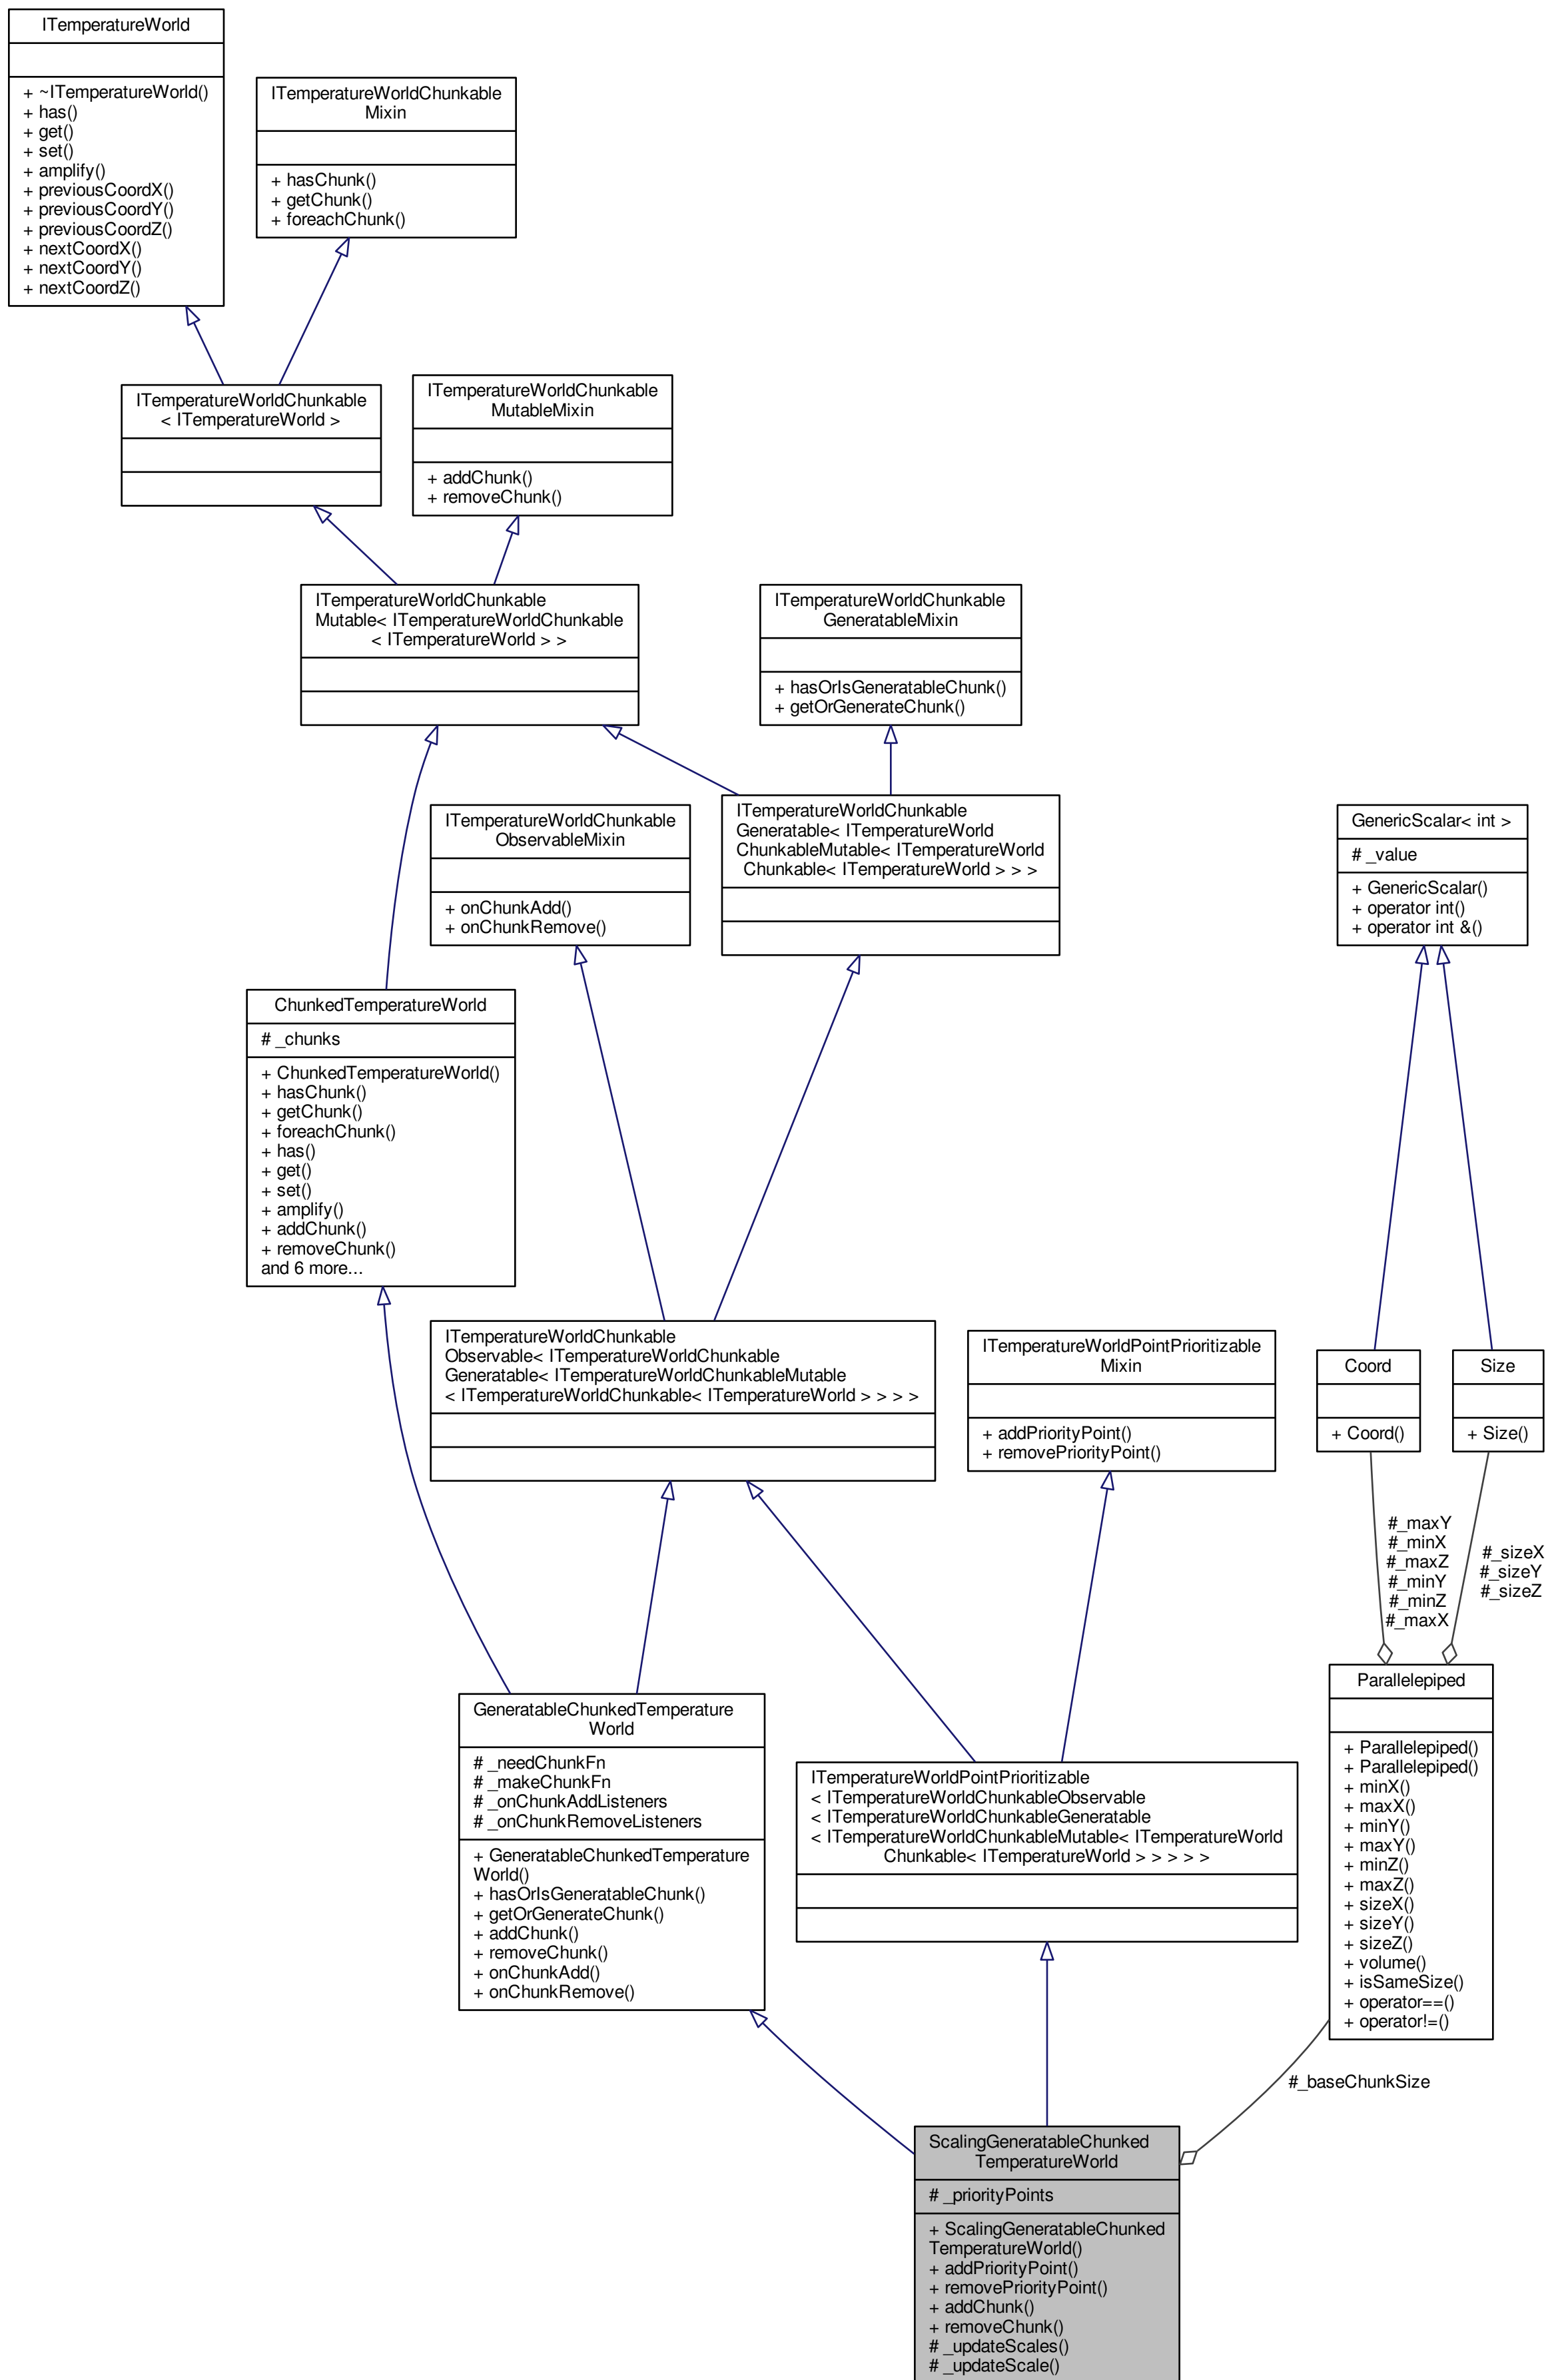 ITemperatureWorld
+ ~ITemperatureWorld()
+ has()
+ get()
+ set()
+ amplify()
+ previousCoordX()
+ previousCoordY()
+ previousCoordZ()
+ nextCoordX()
+ nextCoordY()
+ nextCoordZ()
ITemperatureWorldChunkable
Mixin
+ hasChunk()
+ getChunk()
+ foreachChunk()
ITemperatureWorldChunkable
< ITemperatureWorld >
ITemperatureWorldChunkable
MutableMixin
+ addChunk()
+ removeChunk()
ITemperatureWorldChunkable
Mutable< ITemperatureWorldChunkable
< ITemperatureWorld > >
ITemperatureWorldChunkable
GeneratableMixin
+ hasOrIsGeneratableChunk()
+ getOrGenerateChunk()
ITemperatureWorldChunkable
ObservableMixin
+ onChunkAdd()
+ onChunkRemove()
ITemperatureWorldChunkable
Generatable< ITemperatureWorld
ChunkableMutable< ITemperatureWorld
Chunkable< ITemperatureWorld > > >
GenericScalar< int >
# _value
+ GenericScalar()
+ operator int()
+ operator int &()
ChunkedTemperatureWorld
# _chunks
+ ChunkedTemperatureWorld()
+ hasChunk()
+ getChunk()
+ foreachChunk()
+ has()
+ get()
+ set()
+ amplify()
+ addChunk()
+ removeChunk()
and 6 more...
ITemperatureWorldChunkable
Observable< ITemperatureWorldChunkable
Generatable< ITemperatureWorldChunkableMutable
< ITemperatureWorldChunkable< ITemperatureWorld > > > >
ITemperatureWorldPointPrioritizable
Mixin
+ addPriorityPoint()
+ removePriorityPoint()
Coord
+ Coord()
Size
+ Size()
#_maxY
#_minX
#_maxZ
#_minY
#_minZ
#_maxX
#_sizeX
#_sizeY
#_sizeZ
GeneratableChunkedTemperature
World
# _needChunkFn
# _makeChunkFn
# _onChunkAddListeners
# _onChunkRemoveListeners
+ GeneratableChunkedTemperature
World()
+ hasOrIsGeneratableChunk()
+ getOrGenerateChunk()
+ addChunk()
+ removeChunk()
+ onChunkAdd()
+ onChunkRemove()
ITemperatureWorldPointPrioritizable
< ITemperatureWorldChunkableObservable
< ITemperatureWorldChunkableGeneratable
< ITemperatureWorldChunkableMutable< ITemperatureWorld
Chunkable< ITemperatureWorld > > > > >
Parallelepiped
+ Parallelepiped()
+ Parallelepiped()
+ minX()
+ maxX()
+ minY()
+ maxY()
+ minZ()
+ maxZ()
+ sizeX()
+ sizeY()
+ sizeZ()
+ volume()
+ isSameSize()
+ operator==()
+ operator!=()
#_baseChunkSize
ScalingGeneratableChunked
TemperatureWorld
# _priorityPoints
+ ScalingGeneratableChunked
TemperatureWorld()
+ addPriorityPoint()
+ removePriorityPoint()
+ addChunk()
+ removeChunk()
# _updateScales()
# _updateScale()